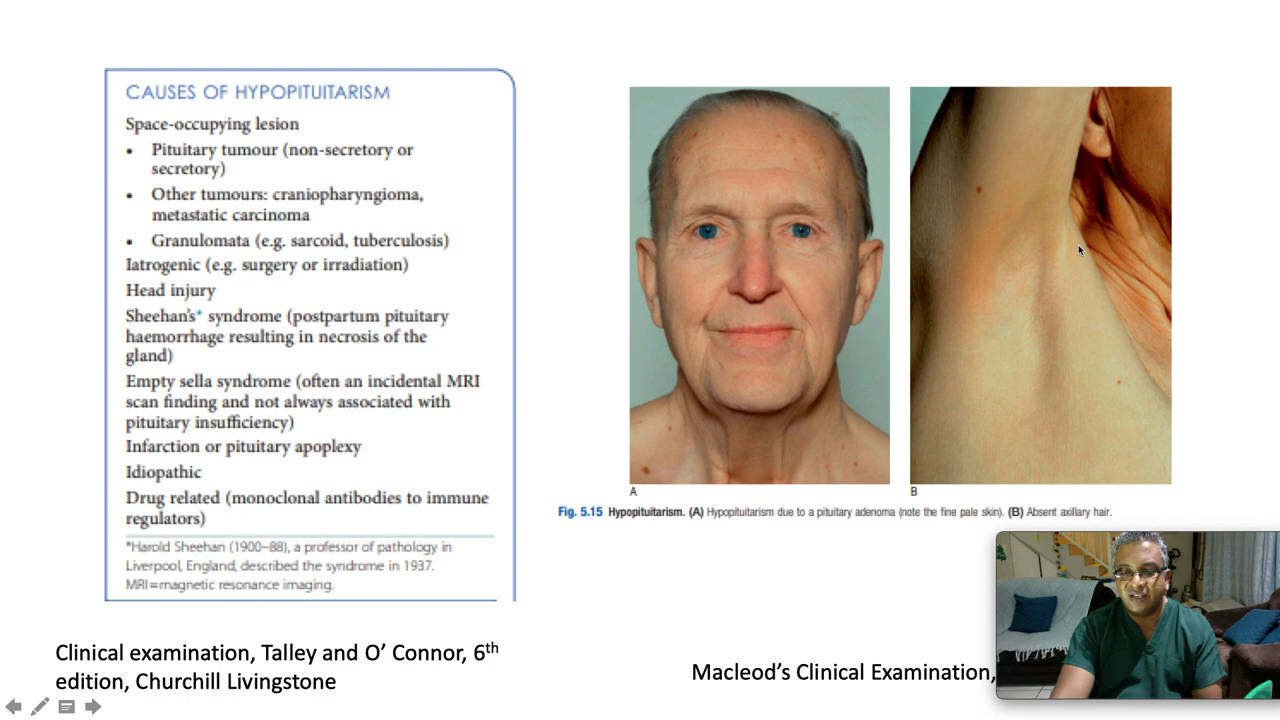 CAUSES OF HYPOPITUITARISM
Space-occupying lesion
• Pituitary tumour (non-secretory or
secretory)
• Other tumours: craniopharyngioma,
metastatic carcinoma
• Granulomata (e.g. sarcoid, tuberculosis)
Iatrogenic (e.g. surgery or irradiation)
Head injury
Sheehan's* syndrome (postpartum pituitary
haemorrhage resulting in necrosis of the
gland)
Empty sella syndrome (often an incidental MRI
scan finding and not always associated with
pituitary insufficiency)
Infarction or pituitary apoplexy
Idiopathic
Drug related (monoclonal antibodies to immune
regulators)
*Harold Sheehan (1900–88), a professor of pathology in
Liverpool, England, described the syndrome in 1937.
MRI=magnetic resonance imaging.
Clinical examination, Talley and O' Connor, 6th
edition, Churchill Livingstone
A
B
Fig. 5.15 Hypopituitarism. (A) Hypopituitarism due to a pituitary adenoma (note the fine pale skin). (B) Absent axillary hair.
Macleod's Clinical Examination,